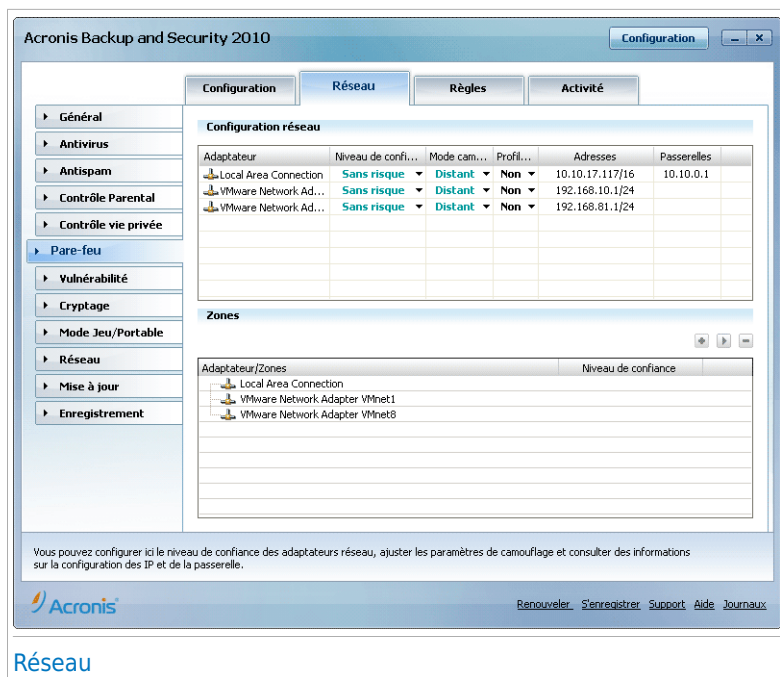 Acronis Backup and Security 2010
Configuration
Configuration Réseau Règles Activité
Général
Antivirus
Antispam
Contrôle Parental
Contrôle vie privée
Pare-feu
Vulnérabilité
Cryptage
Mode Jeu/Portable
Réseau
Mise à jour
Enregistrement
Configuration réseau
Adaptateur Niveau de confi... Mode cam... Profil... Adresses Passerelles
Local Area Connection Sans risque Distant Non 10.10.17.117/16 10.10.0.1
VMware Network Ad... Sans risque Distant Non 192.168.10.1/24
VMware Network Ad... Sans risque Distant Non 192.168.81.1/24
Zones
Adaptateur/Zones Niveau de confiance
Local Area Connection
VMware Network Adapter VMnet1
VMware Network Adapter VMnet8
Vous pouvez configurer ici le niveau de confiance des adaptateurs réseau, ajuster les paramètres de camouflage et consulter des informations
sur la configuration des IP et de la passerelle.
Acronis
Renouveler S'enregistrer Support Aide Journaux
Réseau